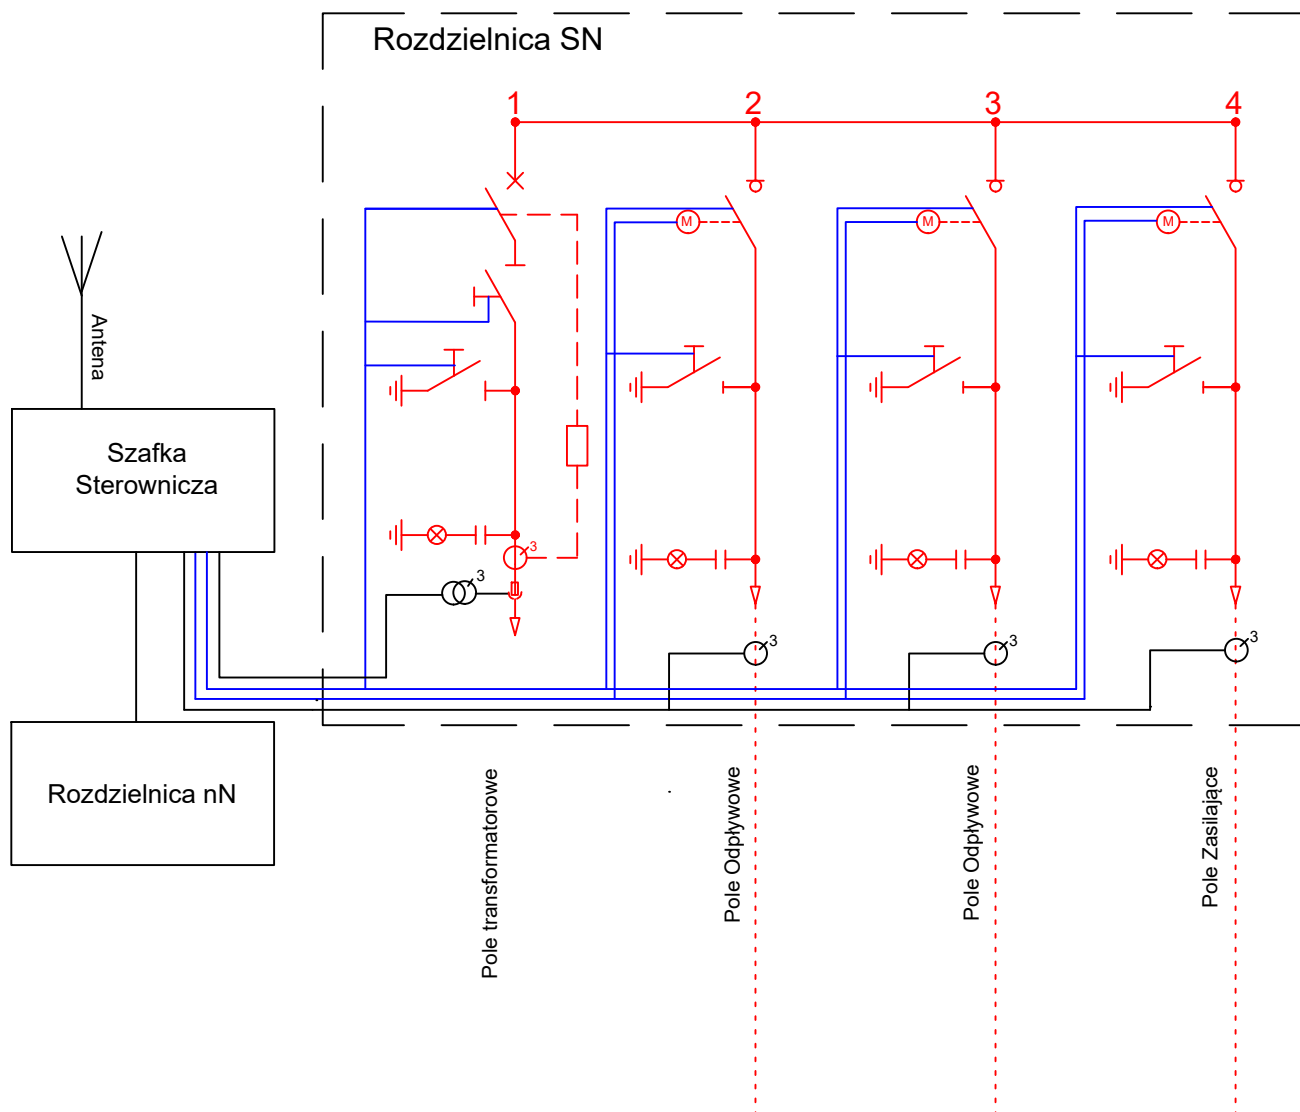 Rozdzielnica SN
1
2
3
4
M
M
M
Antena
Szafka
Sterownicza
3
3
3
3
3
Rozdzielnica nN
Pole transformatorowe
Pole Odpływowe
Pole Odpływowe
Pole Zasilające